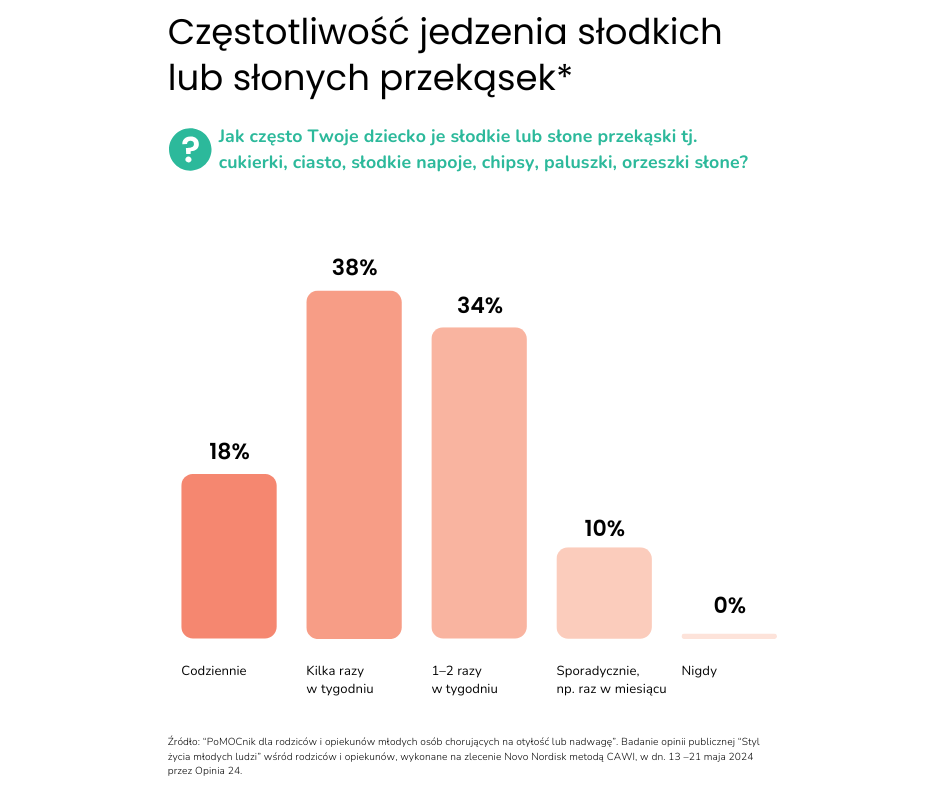 Częstotliwość jedzenia słodkich
lub słonych przekąsek*
?
Jak często Twoje dziecko je słodkie lub słone przekąski tj.
cukierki, ciasto, słodkie napoje, chipsy, paluszki, orzeszki słone?
18%
38%
34%
10%
0%
Codziennie
Kilka razy
w tygodniu
1–2 razy
w tygodniu
Sporadycznie,
np. raz w miesiącu
Nigdy
Źródło: “PoMOCnik dla rodziców i opiekunów młodych osób chorujących na otyłość lub nadwagę”. Badanie opinii publicznej “Styl
życia młodych ludzi” wśród rodziców i opiekunów, wykonane na zlecenie Novo Nordisk metodą CAWI, w dn. 13 –21 maja 2024
przez Opinia 24.